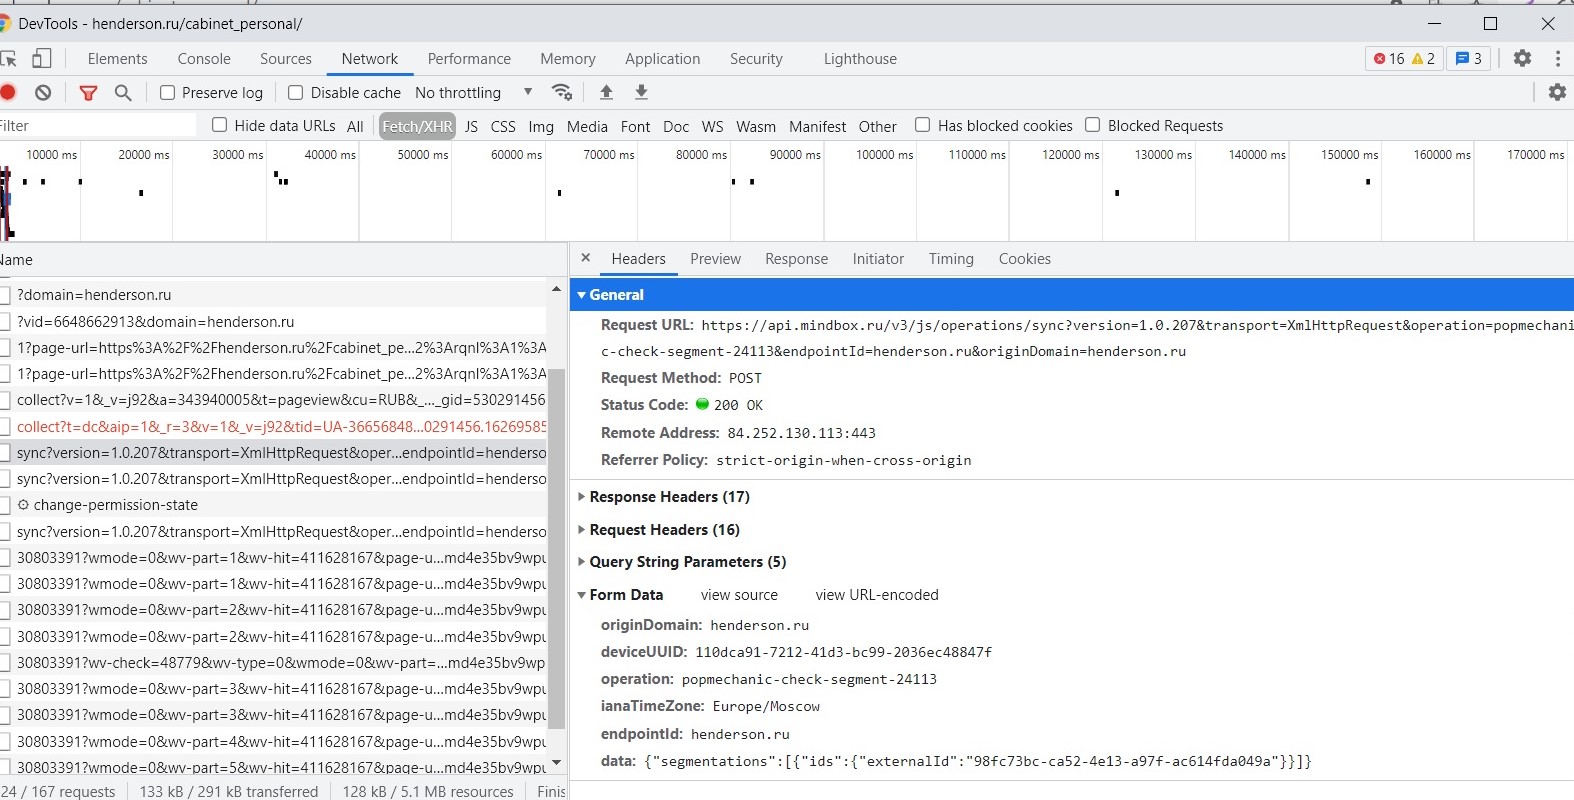 DevTools - henderson.ru/cabinet_personal/
Elements Console Sources Network Performance Memory Application Security Lighthouse 16 2 3
Preserve log Disable cache No throttling
Filter Hide data URLs All Fetch/XHR JS CSS Img Media Font Doc WS Wasm Manifest Other Has blocked cookies Blocked Requests
10000 ms 20000 ms 30000 ms 40000 ms 50000 ms 60000 ms 70000 ms 80000 ms 90000 ms 100000 ms 110000 ms 120000 ms 130000 ms 140000 ms 150000 ms 160000 ms 170000 ms
Name
?domain=henderson.ru
?vid=6648662913&domain=henderson.ru
1?page-url=https%3A%2F%2Fhenderson.ru%2Fcabinet_pe...2%3Arqnl%3A1%3A
1?page-url=https%3A%2F%2Fhenderson.ru%2Fcabinet_pe...2%3Arqnl%3A1%3A
collect?v=1&_v=j92&a=343940005&t=pageview&cu=RUB&_..._gid=530291456
collect?t=dc&aip=1&_r=3&v=1&_v=j92&tid=UA-36656848...0291456.16269585
sync?version=1.0.207&transport=XmlHttpRequest&oper...endpointId=henderso
sync?version=1.0.207&transport=XmlHttpRequest&oper...endpointId=henderso
change-permission-state
sync?version=1.0.207&transport=XmlHttpRequest&oper...endpointId=henderso
30803391?wmode=0&wv-part=1&wv-hit=411628167&page-u...md4e35bv9wpu
30803391?wmode=0&wv-part=1&wv-hit=411628167&page-u...md4e35bv9wpu
30803391?wmode=0&wv-part=2&wv-hit=411628167&page-u...md4e35bv9wpu
30803391?wmode=0&wv-part=2&wv-hit=411628167&page-u...md4e35bv9wpu
30803391?wv-check=48779&wv-type=0&wmode=0&wv-part=...md4e35bv9wp
30803391?wmode=0&wv-part=3&wv-hit=411628167&page-u...md4e35bv9wpu
30803391?wmode=0&wv-part=3&wv-hit=411628167&page-u...md4e35bv9wpu
30803391?wmode=0&wv-part=4&wv-hit=411628167&page-u...md4e35bv9wpu
30803391?wmode=0&wv-part=5&wv-hit=411628167&page-u...md4e35bv9wpu
24 / 167 requests 133 kB / 291 kB transferred 128 kB / 5.1 MB resources Finis
Headers Preview Response Initiator Timing Cookies
General
Request URL: https://api.mindbox.ru/v3/js/operations/sync?version=1.0.207&transport=XmlHttpRequest&operation=popmechani
c-check-segment-24113&endpointId=henderson.ru&originDomain=henderson.ru
Request Method: POST
Status Code: 200 OK
Remote Address: 84.252.130.113:443
Referrer Policy: strict-origin-when-cross-origin
Response Headers (17)
Request Headers (16)
Query String Parameters (5)
Form Data view source view URL-encoded
originDomain: henderson.ru
deviceUUID: 110dca91-7212-41d3-bc99-2036ec48847f
operation: popmechanic-check-segment-24113
ianaTimeZone: Europe/Moscow
endpointId: henderson.ru
data: {"segmentations":[{"ids":{"externalId":"98fc73bc-ca52-4e13-a97f-ac614fda049a"}}]}